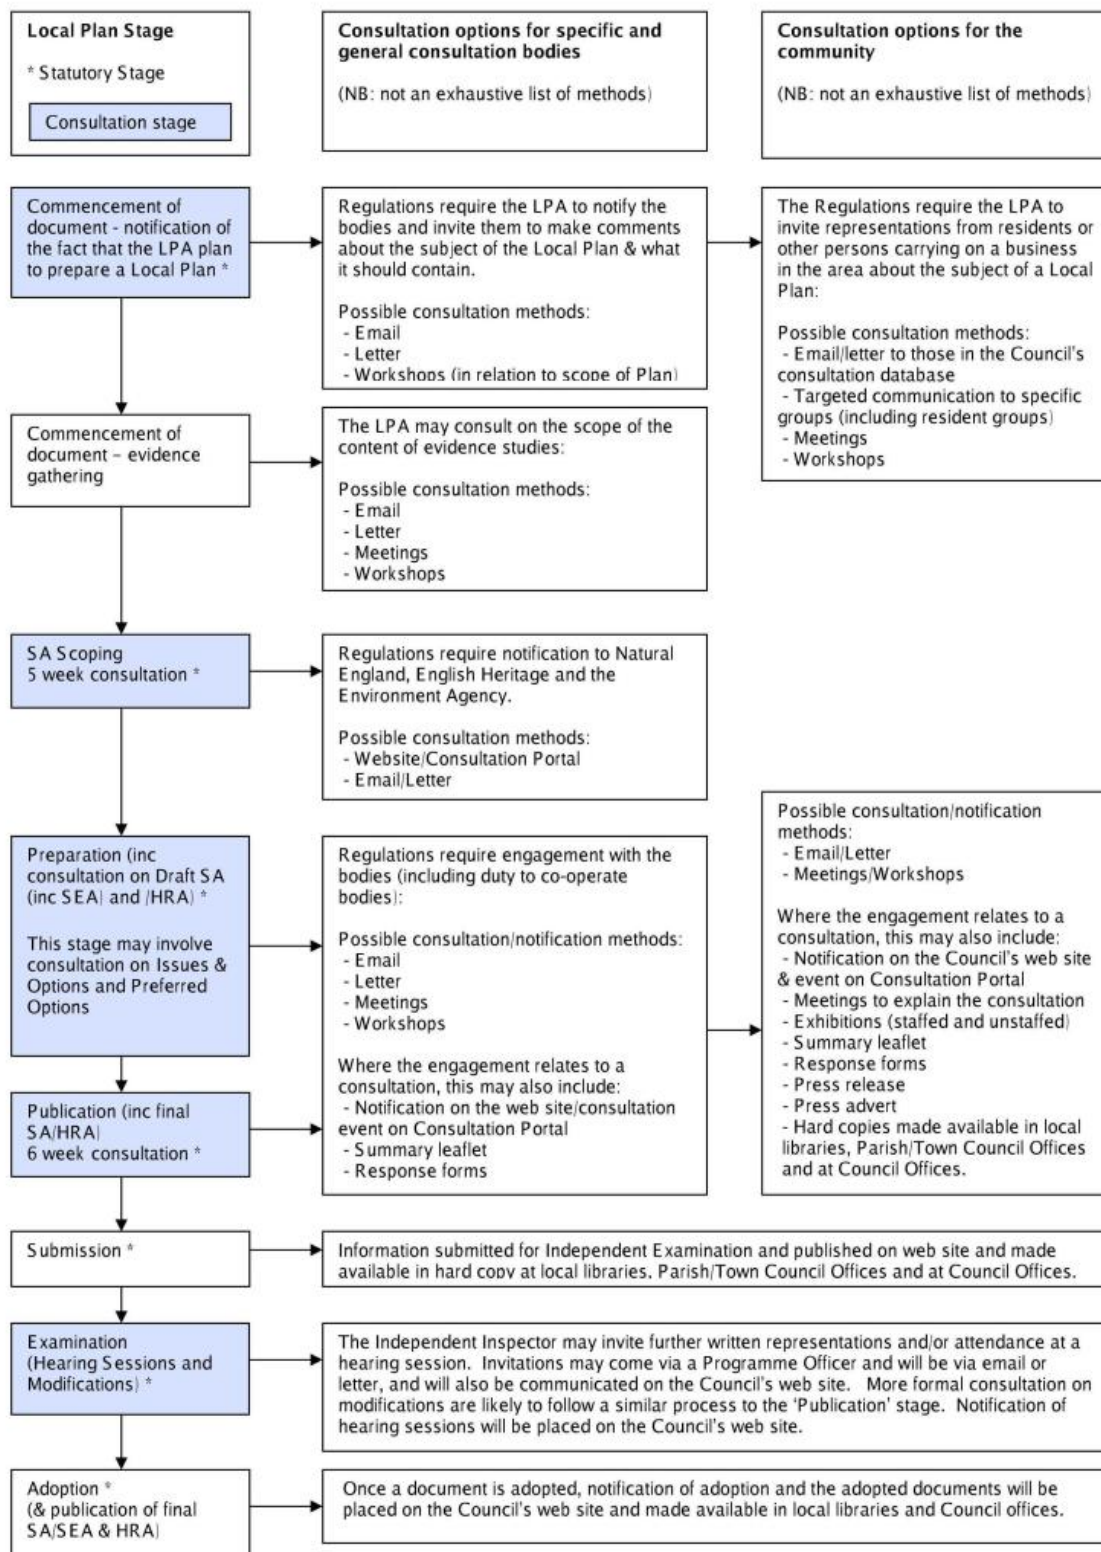 Local Plan Stage
* Statutory Stage
Consultation stage
Consultation options for specific and
general consultation bodies
(NB: not an exhaustive list of methods)
Consultation options for the
community
(NB: not an exhaustive list of methods)
Commencement of
document - notification of
the fact that the LPA plan
to prepare a Local Plan *
Regulations require the LPA to notify the
bodies and invite them to make comments
about the subject of the Local Plan & what
it should contain.
Possible consultation methods:
- Email
- Letter
- Workshops (in relation to scope of Plan)
The Regulations require the LPA to
invite representations from residents or
other persons carrying on a business
in the area about the subject of a Local
Plan:
Possible consultation methods:
- Email/letter to those in the Council's
consultation database
- Targeted communication to specific
groups (including resident groups)
- Meetings
- Workshops
Commencement of
document – evidence
gathering
The LPA may consult on the scope of the
content of evidence studies:
Possible consultation methods:
- Email
- Letter
- Meetings
- Workshops
SA Scoping
5 week consultation *
Regulations require notification to Natural
England, English Heritage and the
Environment Agency.
Possible consultation methods:
- Website/Consultation Portal
- Email/Letter
Preparation (inc
consultation on Draft SA
(inc SEA) and /HRA) *
This stage may involve
consultation on Issues &
Options and Preferred
Options
Regulations require engagement with the
bodies (including duty to co-operate
bodies):
Possible consultation/notification methods:
- Email
- Letter
- Meetings
- Workshops
Where the engagement relates to a
consultation, this may also include:
- Notification on the web site/consultation
event on Consultation Portal
- Summary leaflet
- Response forms
Possible consultation/notification
methods:
- Email/Letter
- Meetings/Workshops
Where the engagement relates to a
consultation, this may also include:
- Notification on the Council's web site
& event on Consultation Portal
- Meetings to explain the consultation
- Exhibitions (staffed and unstaffed)
- Summary leaflet
- Response forms
- Press release
- Press advert
- Hard copies made available in local
libraries, Parish/Town Council Offices
and at Council Offices.
Publication (inc final
SA/HRA)
6 week consultation *
Submission *
Information submitted for Independent Examination and published on web site and made
available in hard copy at local libraries, Parish/Town Council Offices and at Council Offices.
Examination
(Hearing Sessions and
Modifications) *
The Independent Inspector may invite further written representations and/or attendance at a
hearing session. Invitations may come via a Programme Officer and will be via email or
letter, and will also be communicated on the Council's web site. More formal consultation on
modifications are likely to follow a similar process to the 'Publication' stage. Notification of
hearing sessions will be placed on the Council's web site.
Adoption *
(& publication of final
SA/SEA & HRA)
Once a document is adopted, notification of adoption and the adopted documents will be
placed on the Council's web site and made available in local libraries and Council offices.